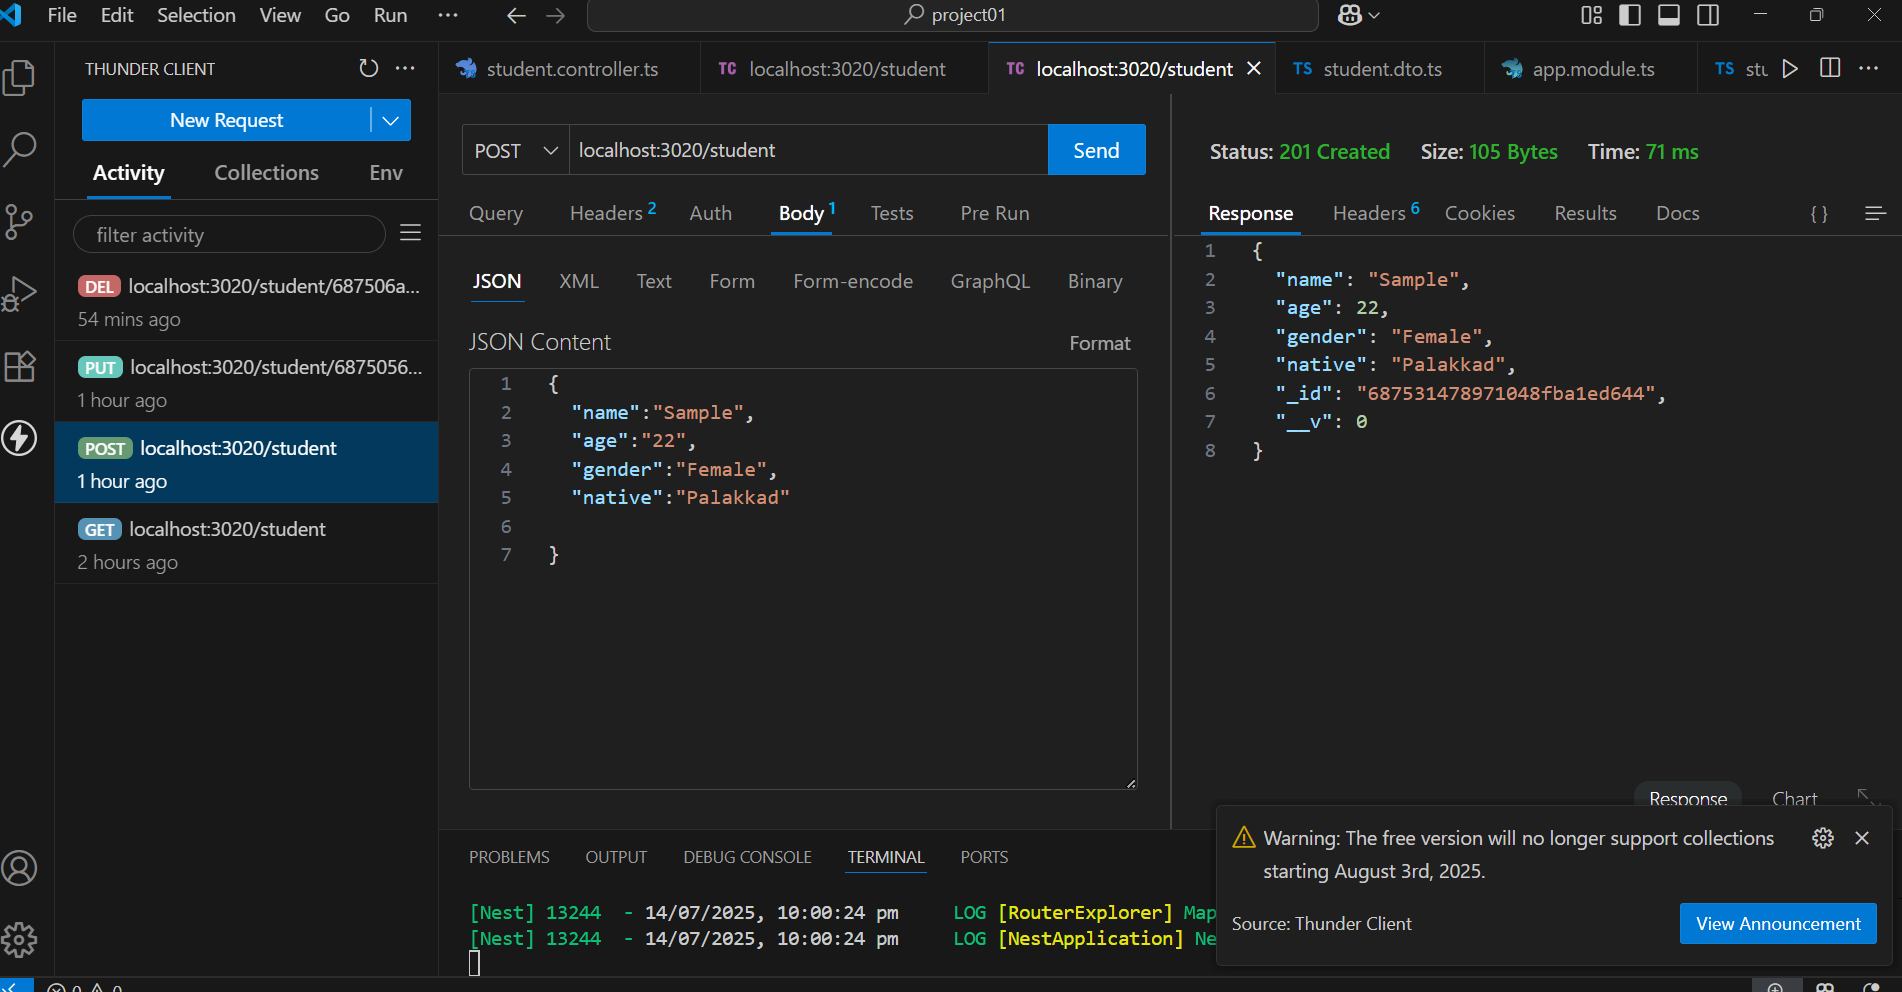 File Edit Selection View Go Run ···
project01
THUNDER CLIENT
New Request
Activity Collections Env
filter activity
DEL localhost:3020/student/687506a...
54 mins ago
PUT localhost:3020/student/6875056...
1 hour ago
POST localhost:3020/student
1 hour ago
GET localhost:3020/student
2 hours ago
student.controller.ts
TC localhost:3020/student
TC localhost:3020/student
TS student.dto.ts
app.module.ts
TS stu
POST localhost:3020/student Send
Query Headers 2 Auth Body 1 Tests Pre Run
JSON XML Text Form Form-encode GraphQL Binary
JSON Content Format
1 {
2 "name":"Sample",
3 "age":"22",
4 "gender":"Female",
5 "native":"Palakkad"
6
7 }
Status: 201 Created Size: 105 Bytes Time: 71 ms
Response Headers 6 Cookies Results Docs { }
1 {
2 "name": "Sample",
3 "age": 22,
4 "gender": "Female",
5 "native": "Palakkad",
6 "_id": "687531478971048fba1ed644",
7 "__v": 0
8 }
Response Chart
PROBLEMS OUTPUT DEBUG CONSOLE TERMINAL PORTS
[Nest] 13244 - 14/07/2025, 10:00:24 pm LOG [RouterExplorer] Map
[Nest] 13244 - 14/07/2025, 10:00:24 pm LOG [NestApplication] Ne
Warning: The free version will no longer support collections
starting August 3rd, 2025.
Source: Thunder Client
View Announcement
0 0